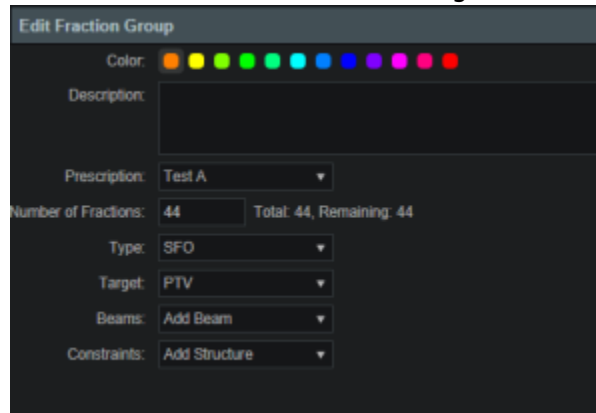 Edit Fraction Group
Color:
Description:
Prescription: Test A
Number of Fractions: 44 Total: 44, Remaining: 44
Type: SFO
Target: PTV
Beams: Add Beam
Constraints: Add Structure